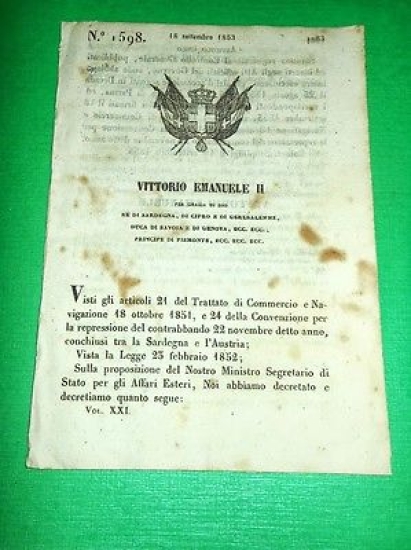 N.° 1598. 16 settembre 1853 1083
VITTORIO EMANUELE II
PER GRAZIA DI DIO
RE DI SARDEGNA, DI CIPRO E DI GERUSALEMME,
DUCA DI SAVOIA E DI GENOVA, ECC. ECC.,
PRINCIPE DI PIEMONTE, ECC. ECC. ECC.
Visti gli articoli 21 del Trattato di Commercio e Na-
vigazione 18 ottobre 1851, e 24 della Convenzione per
la repressione del contrabbando 22 novembre detto anno,
conchiusi tra la Sardegna e l'Austria;
Vista la Legge 23 febbraio 1852;
Sulla proposizione del Nostro Ministro Segretario di
Stato per gli Affari Esteri, Noi abbiamo decretato e
decretiamo quanto segue:
VOL. XXI.